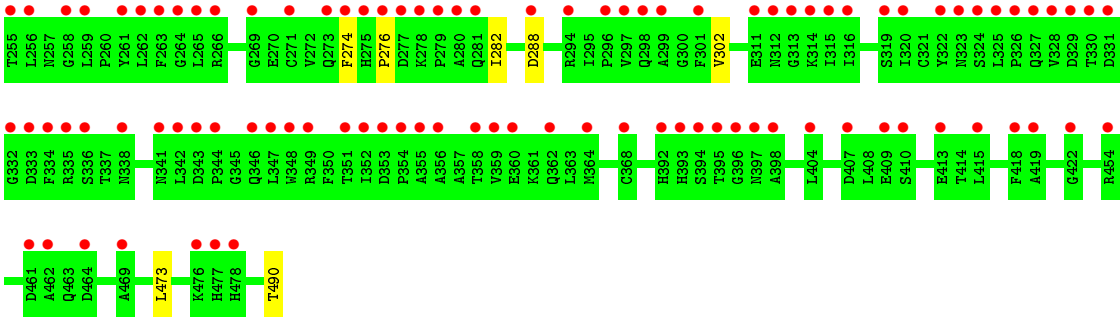 T255 L256 N257 G258 L259 P260 Y261 L262 F263 G264 L265 R266 G269 E270 C271 V272 Q273 F274 H275 P276 D277 K278 P279 A280 Q281 I282 D288 R294 I295 P296 V297 Q298 A299 G300 F301 V302 E311 N312 G313 K314 I315 I316 S319 I320 C321 Y322 N323 S324 L325 P326 Q327 V328 D329 T330 D331
G332 D333 F334 R335 S336 T337 N338 N341 L342 D343 P344 G345 Q346 L347 W348 R349 F350 T351 I352 D353 P354 A355 A356 A357 T358 V359 E360 K361 Q362 L363 M364 C368 H392 H393 S394 T395 G396 N397 A398 L404 D407 L408 E409 S410 E413 T414 L415 F418 A419 G422 R454
D461 A462 Q463 D464 A469 L473 K476 H477 H478 T490